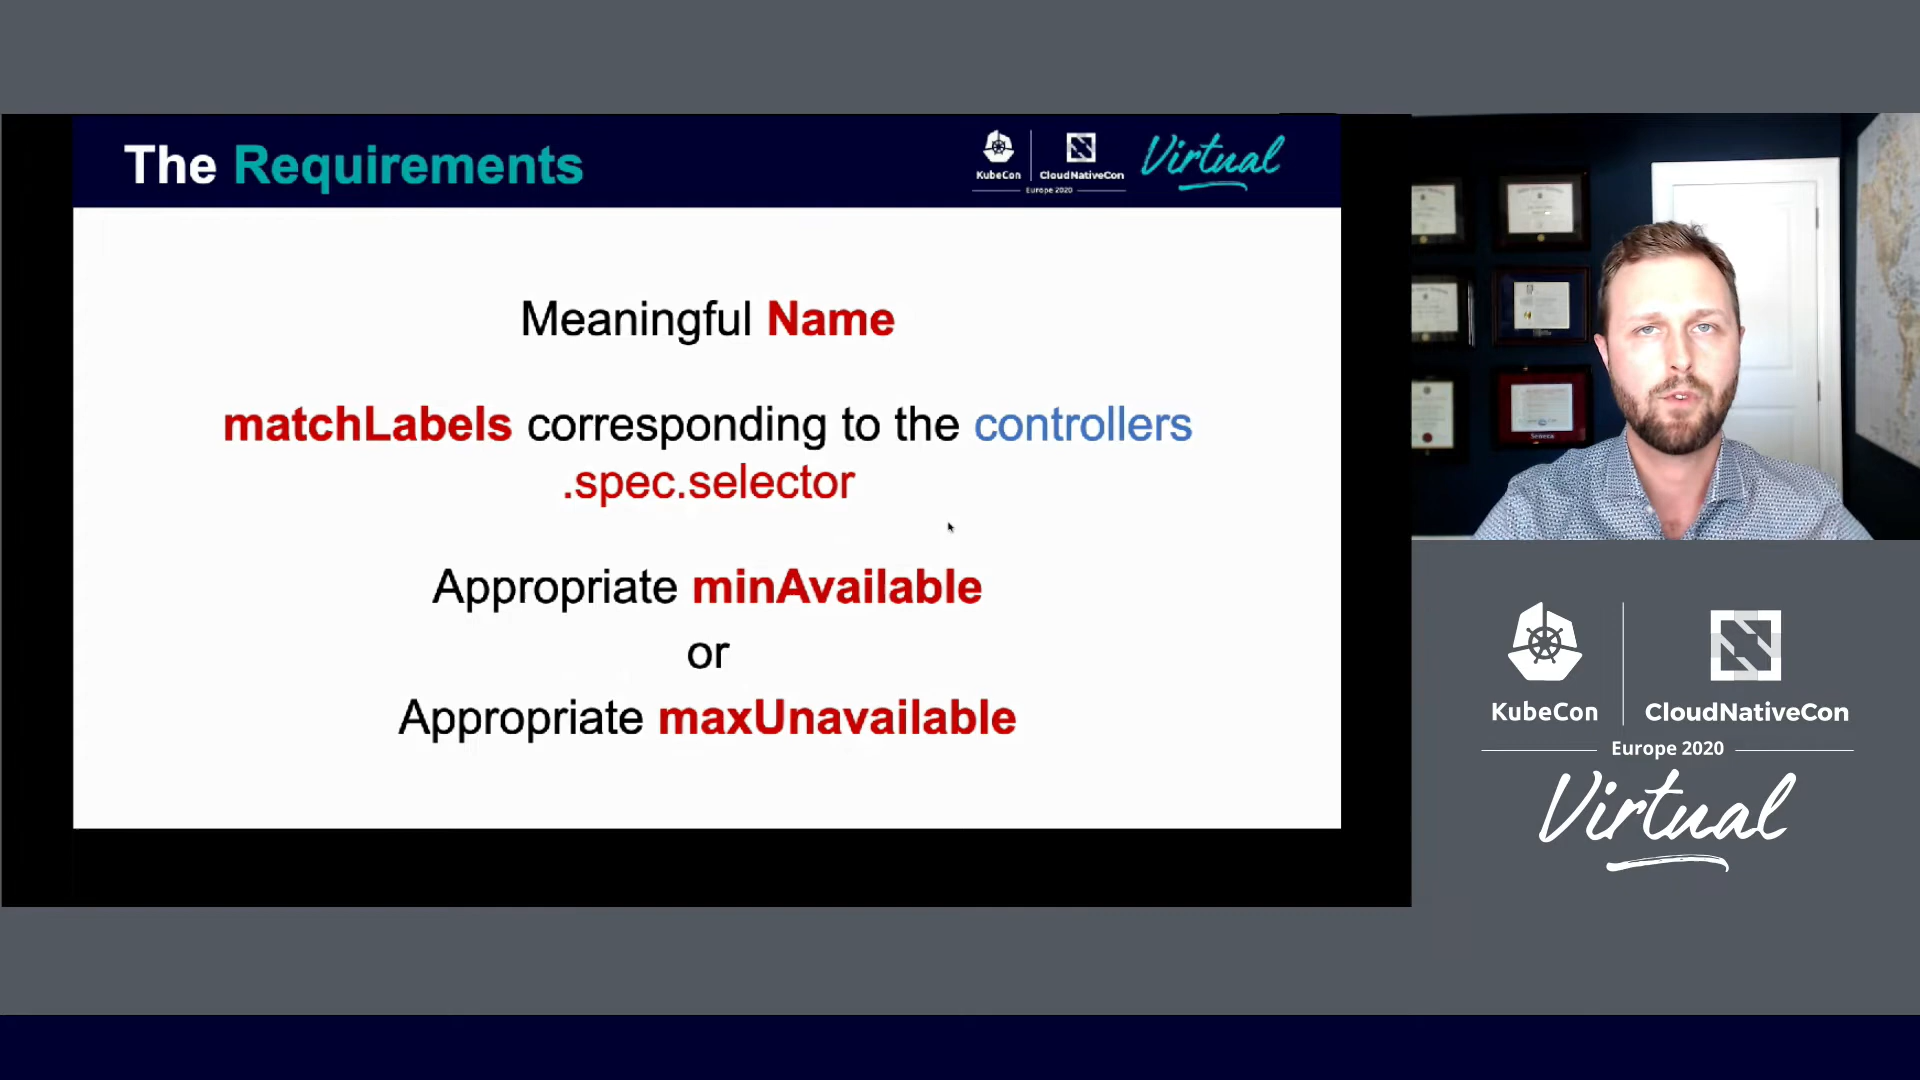 The Requirements
KubeCon
CloudNativeCon
Europe 2020
Virtual
Meaningful Name
matchLabels corresponding to the controllers
.spec.selector
Appropriate minAvailable
or
Appropriate maxUnavailable
Seneca
KubeCon
CloudNativeCon
Europe 2020
Virtual